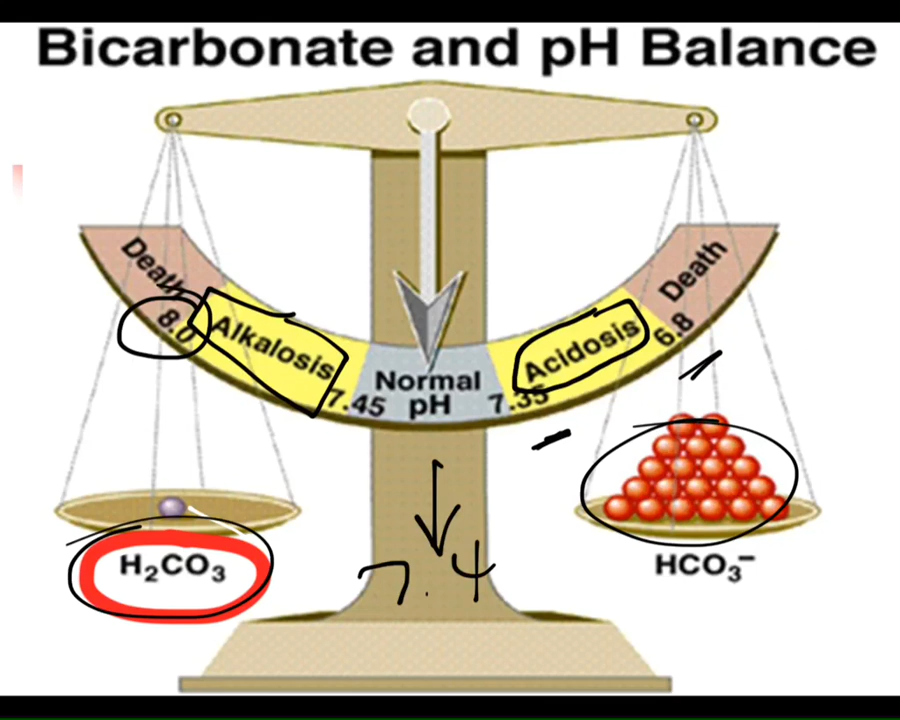 Bicarbonate and pH Balance
Death
8.0
Alkalosis
7.45
Normal
pH
7.35
Acidosis
6.8
Death
H₂CO₃
HCO₃⁻
7.4